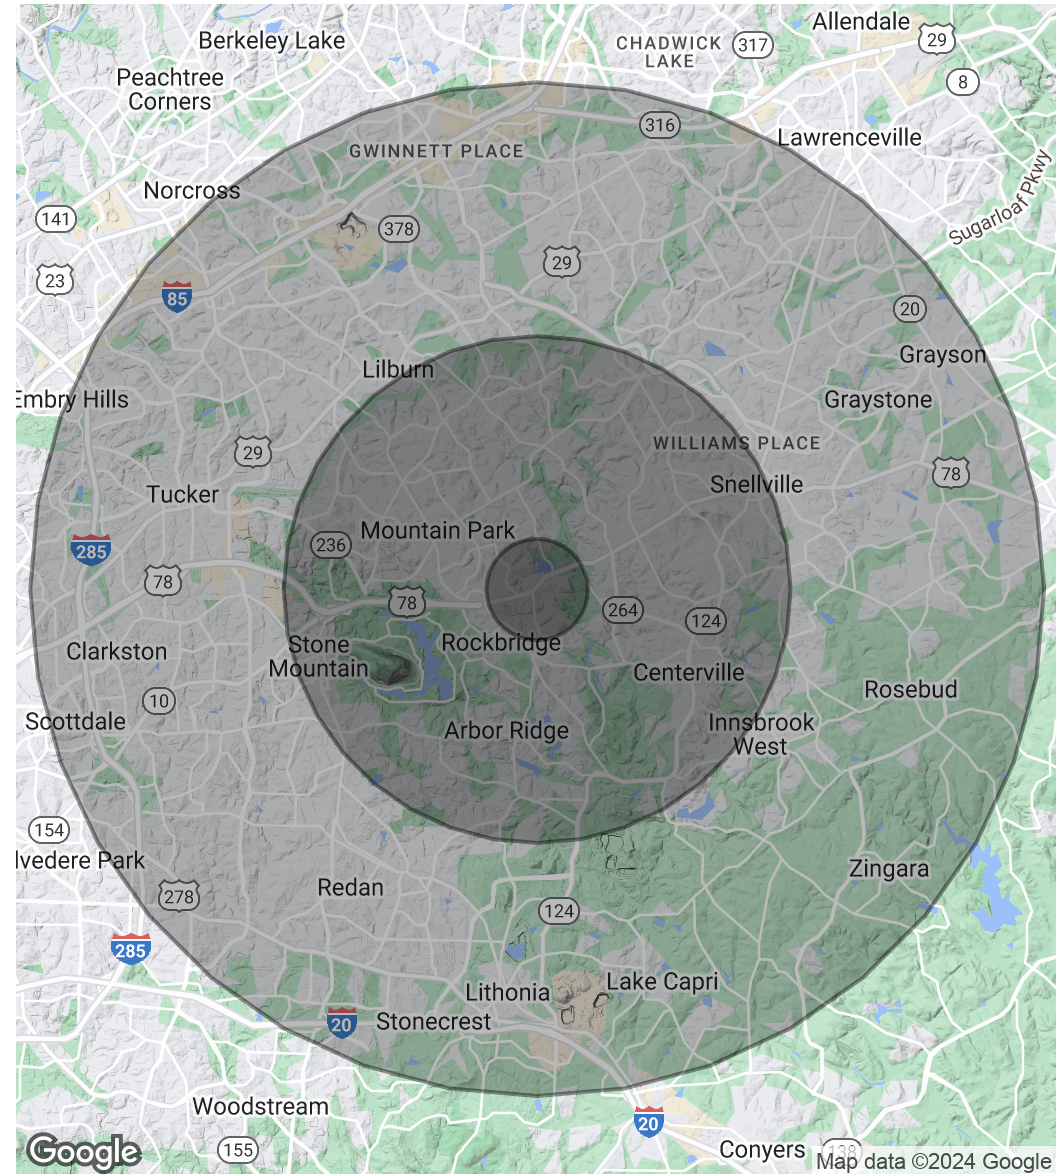 Allendale
Berkeley Lake
CHADWICK
LAKE
317
29
Peachtree
Corners
8
316
Lawrenceville
GWINNETT PLACE
Norcross
Sugarloaf Pkwy
141
378
29
23
85
20
Grayson
Lilburn
Embry Hills
Graystone
WILLIAMS PLACE
29
78
Snellville
Tucker
Mountain Park
236
285
78
78
264
124
Stone
Mountain
Rockbridge
Clarkston
Centerville
Rosebud
10
Scottdale
Arbor Ridge
Innsbrook
West
154
lvedere Park
Zingara
Redan
278
124
285
Lake Capri
Lithonia
20
Stonecrest
Woodstream
20
155
Conyers
138
Google
Map data ©2024 Google